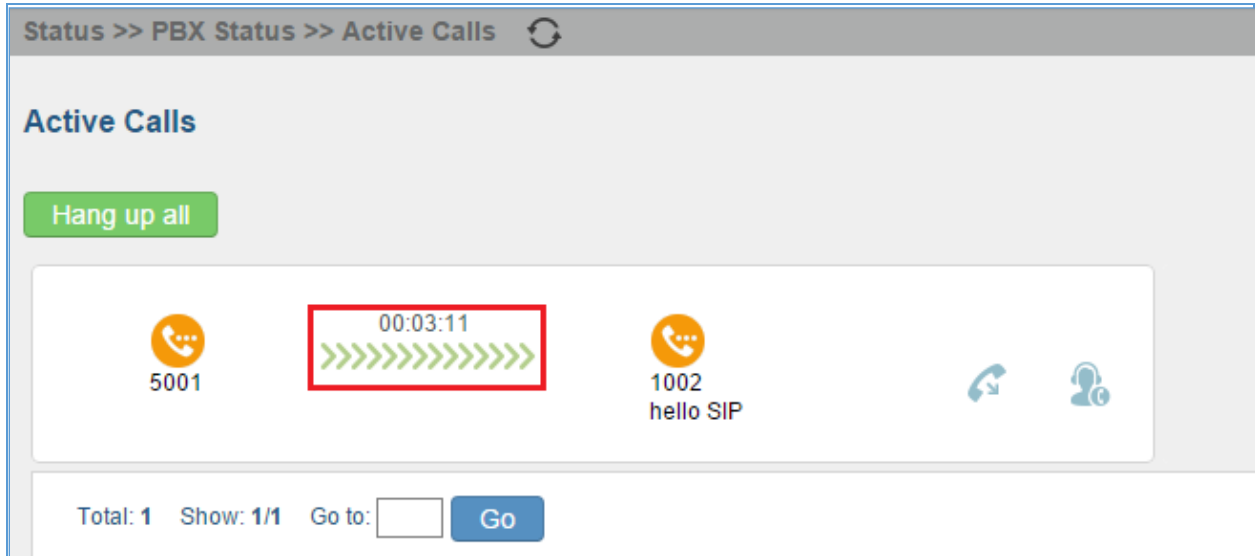 Status >> PBX Status >> Active Calls
Active Calls
Hang up all
00:03:11
5001
1002
hello SIP
Total: 1 Show: 1/1 Go to: Go